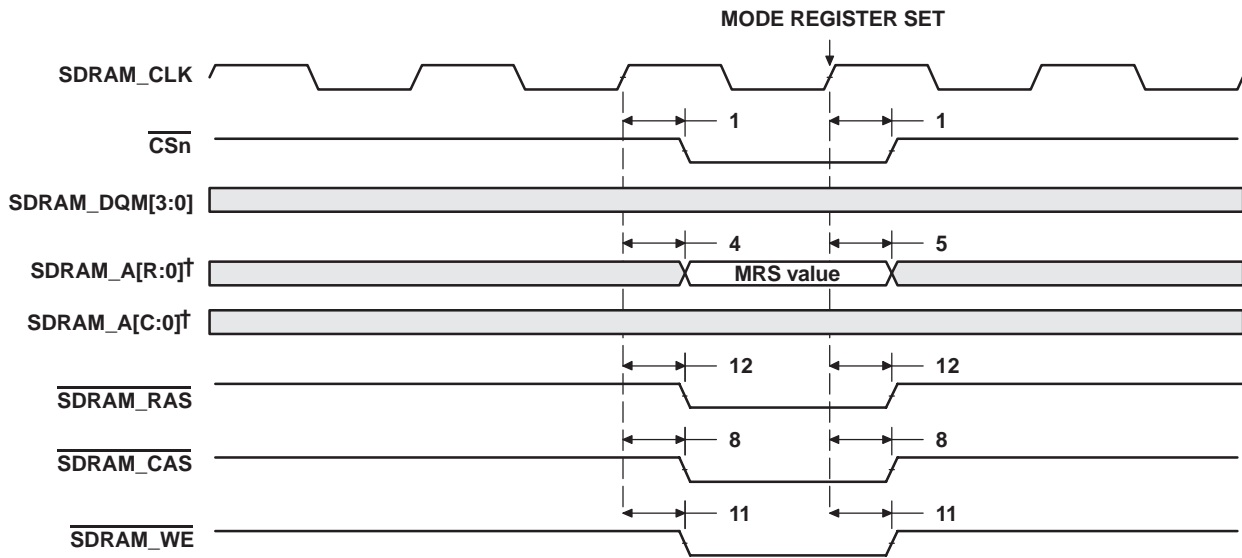 MODE REGISTER SET
SDRAM_CLK
1 1
CSn
SDRAM_DQM[3:0]
4 5
SDRAM_A[R:0]†
MRS value
SDRAM_A[C:0]†
12 12
SDRAM_RAS
8 8
SDRAM_CAS
11 11
SDRAM_WE